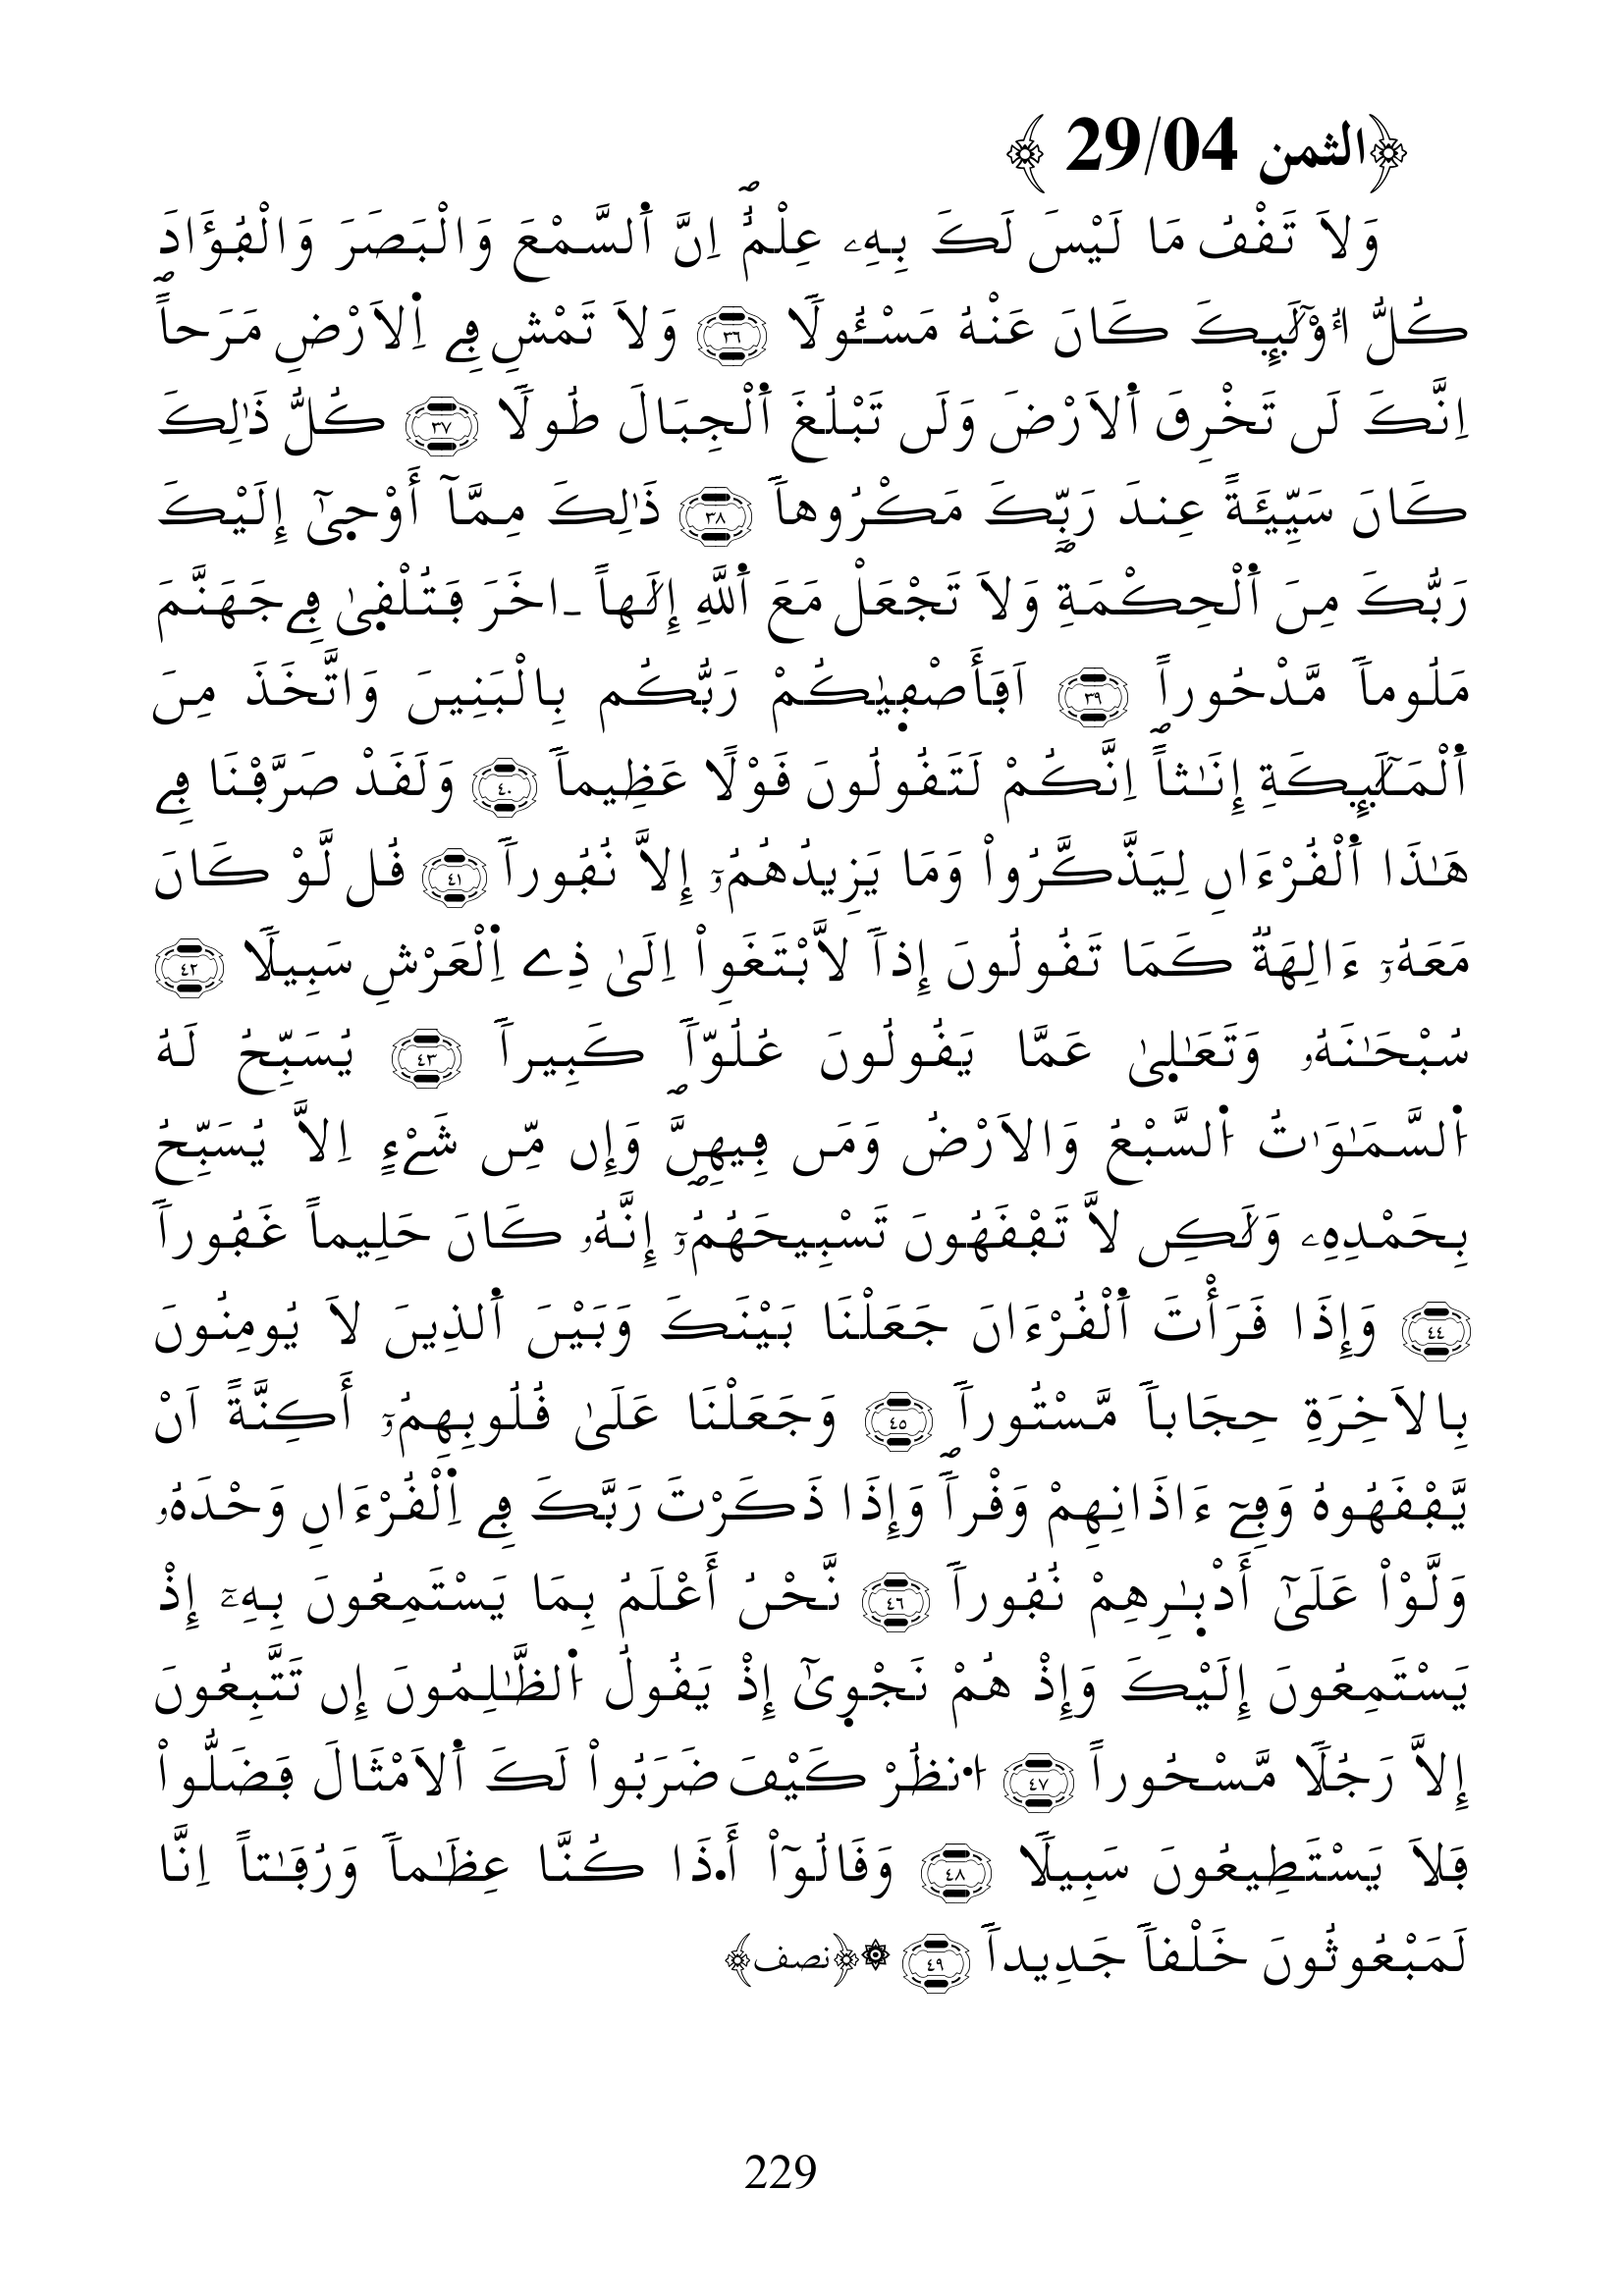 ﴿الثمن 29/04 ﴾
وَلاَ تَفْفُ مَا لَيْسَ لَكَ بِهِۦ عِلْمٌۖ اِنَّ اَ۬لسَّمْعَ وَالْبَصَرَ وَالْبُؤَادَ
كُلُّ أُوْلَٰٓئِكَ كَانَ عَنْهُ مَسْـُٔولاٗۖ ٣٦ وَلاَ تَمْشِ فِے اِ۬لاَرْضِ مَرَحاًۖ
اِنَّكَ لَن تَخْرِقَ اَ۬لاَرْضَ وَلَن تَبْلُغَ اَ۬لْجِبَالَ طُولاٗ ٣٧ كُلُّ ذَٰلِكَ
كَانَ سَيِّئَةً عِندَ رَبِّكَ مَكْرُوهاٗۖ ٣٨ ذَٰلِكَ مِمَّآ أَوْح۪يٰٓ إِلَيْكَ
رَبُّكَ مِنَ اَ۬لْحِكْمَةِ وَلاَ تَجْعَلْ مَعَ اَ۬للَّهِ إِلَٰهاً ـ اخَرَ فَتُلْق۪يٰ فِے جَهَنَّمَ
مَلُوماٗ مَّدْحُوراًۖ ٣٩ اَفَأَصْف۪يٰكُمْ رَبُّكُم بِالْبَنِينَ وَاتَّخَذَ مِنَ
اَ۬لْمَلَٰٓئِكَةِ إِنَٰثاًۖ اِنَّكُمْ لَتَقُولُونَ قَوْلاً عَظِيماٗ ٤٠ وَلَقَدْ صَرَّفْنَا فِے
هَٰذَا اَ۬لْقُرْءَانِ لِيَذَّكَّرُواْ وَمَا يَزِيدُهُمُۥٓ إِلاَّ نُفُوراٗ ٤١ قُل لَّوْ كَانَ
مَعَهُۥٓ ءَالِهَةٞ كَمَا تَقُولُونَ إِذاٗ لاَّبْتَغَوِاْ اِلَىٰ ذِے اِ۬لْعَرْشِ سَبِيلاٗ ٤٢
سُبْحَٰنَهُۥ وَتَعَٰل۪يٰ عَمَّا يَقُولُونَ عُلُوّاٗ كَبِيراٗۖ ٤٣ يُسَبِّحُ لَهُ
اُ۬لسَّمَٰوَٰتُ اُ۬لسَّبْعُ وَالاَرْضُ وَمَن فِيهِنَّۖ وَإِن مِّن شَےْءٍ اِلاَّ يُسَبِّحُ
بِحَمْدِهِۦ وَلَٰكِن لاَّ تَفْقَهُونَ تَسْبِيحَهُمُۥٓ إِنَّهُۥ كَانَ حَلِيماً غَفُوراٗ
٤٤ وَإِذَا قَرَأْتَ اَ۬لْقُرْءَانَ جَعَلْنَا بَيْنَكَ وَبَيْنَ اَ۬لذِينَ لاَ يُومِنُونَ
بِالاَخِرَةِ حِجَاباٗ مَّسْتُوراٗ ٤٥ وَجَعَلْنَا عَلَىٰ قُلُوبِهِمُۥٓ أَكِنَّةً اَنْ
يَّفْقَهُوهُ وَفِےٓ ءَاذَانِهِمْ وَقْراٗۖ وَإِذَا ذَكَرْتَ رَبَّكَ فِے اِ۬لْقُرْءَانِ وَحْدَهُۥ
وَلَّوْاْ عَلَىٰٓ أَدْبٰ۪رِهِمْ نُفُوراٗ ٤٦ نَّحْنُ أَعْلَمُ بِمَا يَسْتَمِعُونَ بِهِۦٓ إِذْ
يَسْتَمِعُونَ إِلَيْكَ وَإِذْ هُمْ نَجْو۪يٰٓ إِذْ يَقُولُ اُ۬لظَّٰلِمُونَ إِن تَتَّبِعُونَ
إِلاَّ رَجُلاٗ مَّسْحُوراًۖ ٤٧ اُ۟نظُرْ كَيْفَ ضَرَبُواْ لَكَ اَ۬لاَمْثَالَ فَضَلُّواْ
فَلاَ يَسْتَطِيعُونَ سَبِيلاٗۖ ٤٨ وَقَالُوٓاْ أَ۟ذَا كُنَّا عِظَٰماٗ وَرُفَٰتاً اِنَّا
لَمَبْعُوثُونَ خَلْقاٗ جَدِيداٗۖ ٤٩ ۞﴿نصف﴾
229